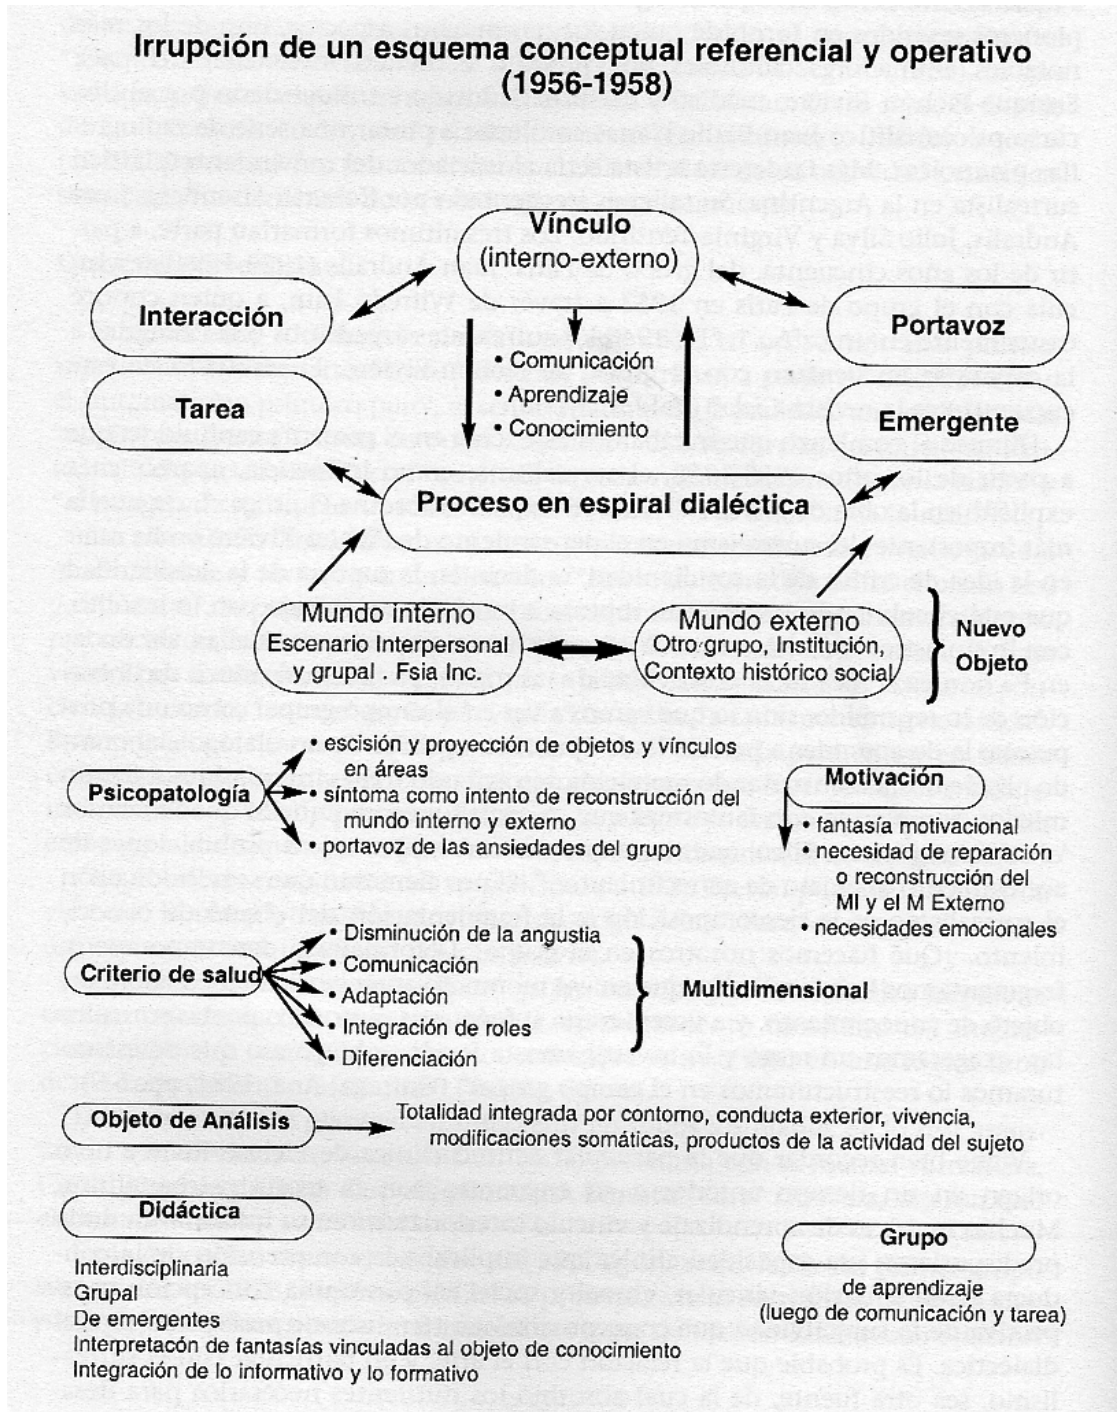 Irrupción de un esquema conceptual referencial y operativo
(1956-1958)
Vínculo
(interno-externo)
Interacción
Portavoz
Tarea
Emergente
• Comunicación
• Aprendizaje
• Conocimiento
Proceso en espiral dialéctica
Mundo interno
Escenario Interpersonal
y grupal . Fsia Inc.
Mundo externo
Otro grupo, Institución,
Contexto histórico social
Nuevo
Objeto
Psicopatología
• escisión y proyección de objetos y vínculos
en áreas
• síntoma como intento de reconstrucción del
mundo interno y externo
• portavoz de las ansiedades del grupo
Motivación
• fantasía motivacional
• necesidad de reparación
o reconstrucción del
MI y el M Externo
• necesidades emocionales
Criterio de salud
• Disminución de la angustia
• Comunicación
• Adaptación
• Integración de roles
• Diferenciación
Multidimensional
Objeto de Análisis
Totalidad integrada por contorno, conducta exterior, vivencia,
modificaciones somáticas, productos de la actividad del sujeto
Didáctica
Interdisciplinaria
Grupal
De emergentes
Interpretacón de fantasías vinculadas al objeto de conocimiento
Integración de lo informativo y lo formativo
Grupo
de aprendizaje
(luego de comunicación y tarea)